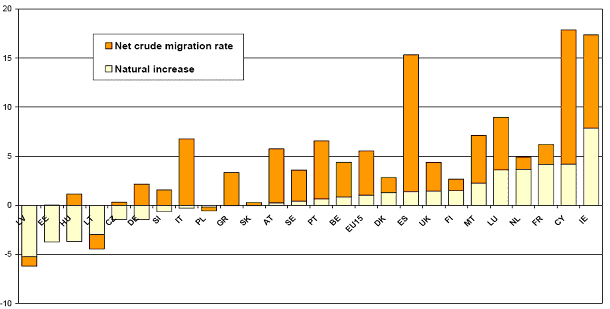 20
15
10
5
0
-5
-10
Net crude migration rate
Natural increase
LV EE HU LT CZ DE SI IT PL GR SK AT SE PT BE EU15 DK ES UK FI MT LU NL FR CY IE